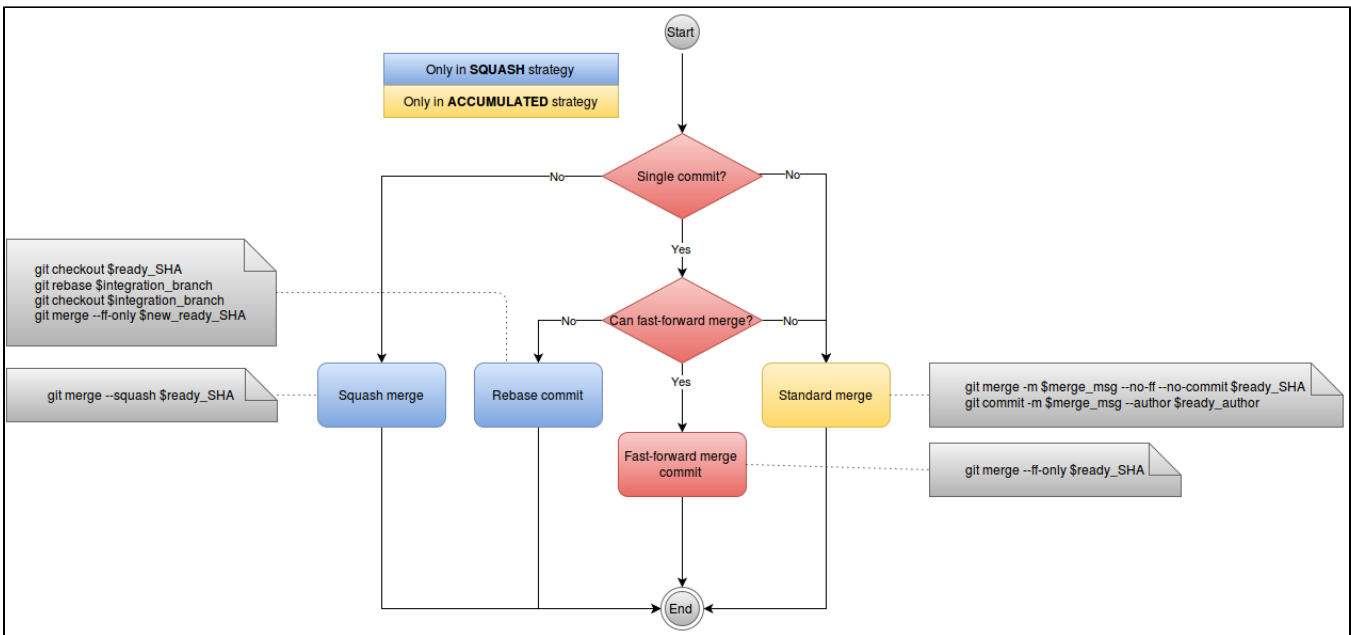 Start
Only in SQUASH strategy
Only in ACCUMULATED strategy
Single commit?
No
No
Yes
git checkout $ready_SHA
git rebase $integration_branch
git checkout $integration_branch
git merge --ff-only $new_ready_SHA
Can fast-forward merge?
No
No
Yes
git merge --squash $ready_SHA
Squash merge
Rebase commit
Standard merge
git merge -m $merge_msg --no-ff --no-commit $ready_SHA
git commit -m $merge_msg --author $ready_author
Fast-forward merge
commit
git merge --ff-only $ready_SHA
End